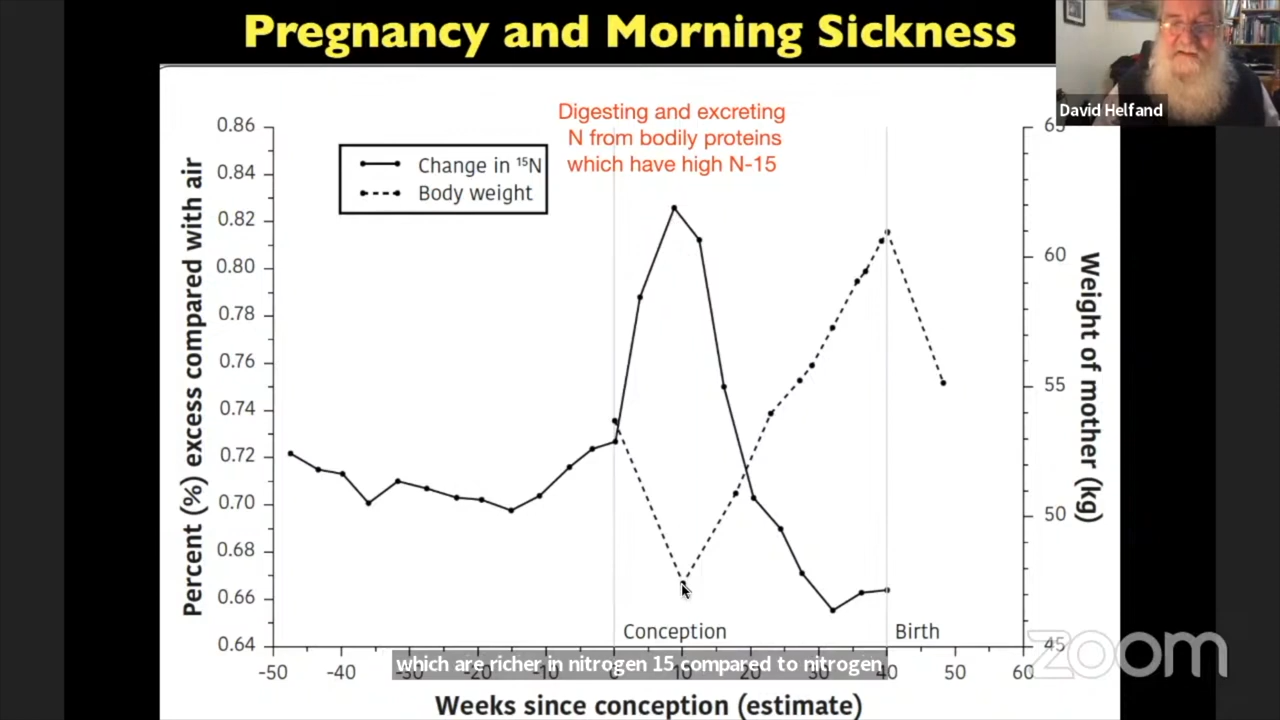 Pregnancy and Morning Sickness
David Helfand
Digesting and excreting
N from bodily proteins
which have high N-15
Change in ¹⁵N
Body weight
Percent (%) excess compared with air
0.86
0.84
0.82
0.80
0.78
0.76
0.74
0.72
0.70
0.68
0.66
0.64
65
60
55
50
45
Weight of mother (kg)
Conception
Birth
-50
-40
-30
-20
-10
0
10
20
30
40
50
60
which are richer in nitrogen 15 compared to nitrogen
Weeks since conception (estimate)
zoom